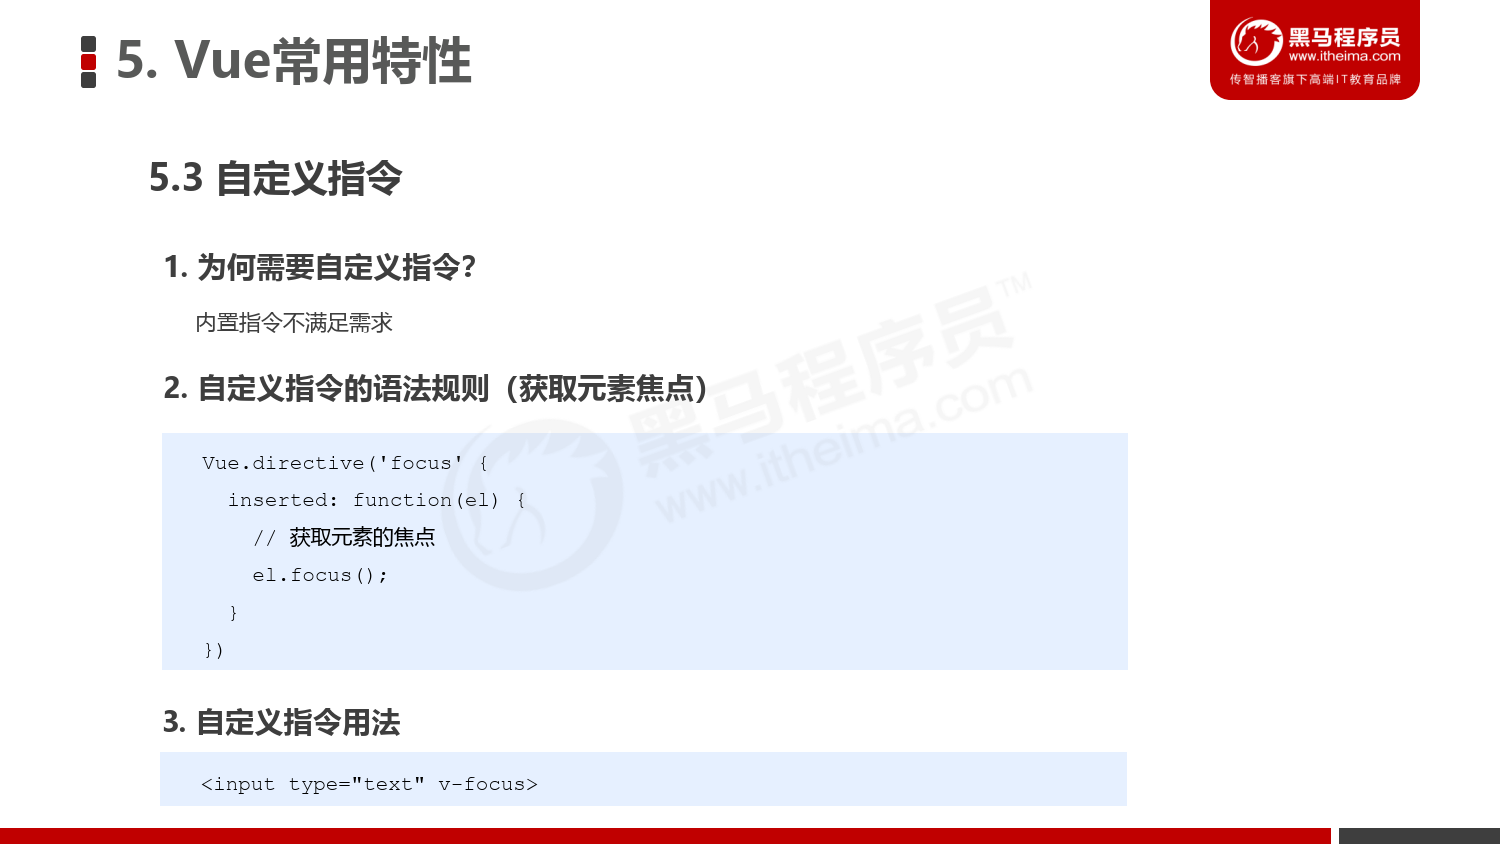 5. Vue常用特性
黑马程序员
www.itheima.com
传智播客旗下高端IT教育品牌
5.3 自定义指令
1. 为何需要自定义指令?
内置指令不满足需求
2. 自定义指令的语法规则（获取元素焦点）
Vue.directive('focus' {
  inserted: function(el) {
    // 获取元素的焦点
    el.focus();
  }
})
黑马程序员™
www.itheima.com
3. 自定义指令用法
<input type="text" v-focus>